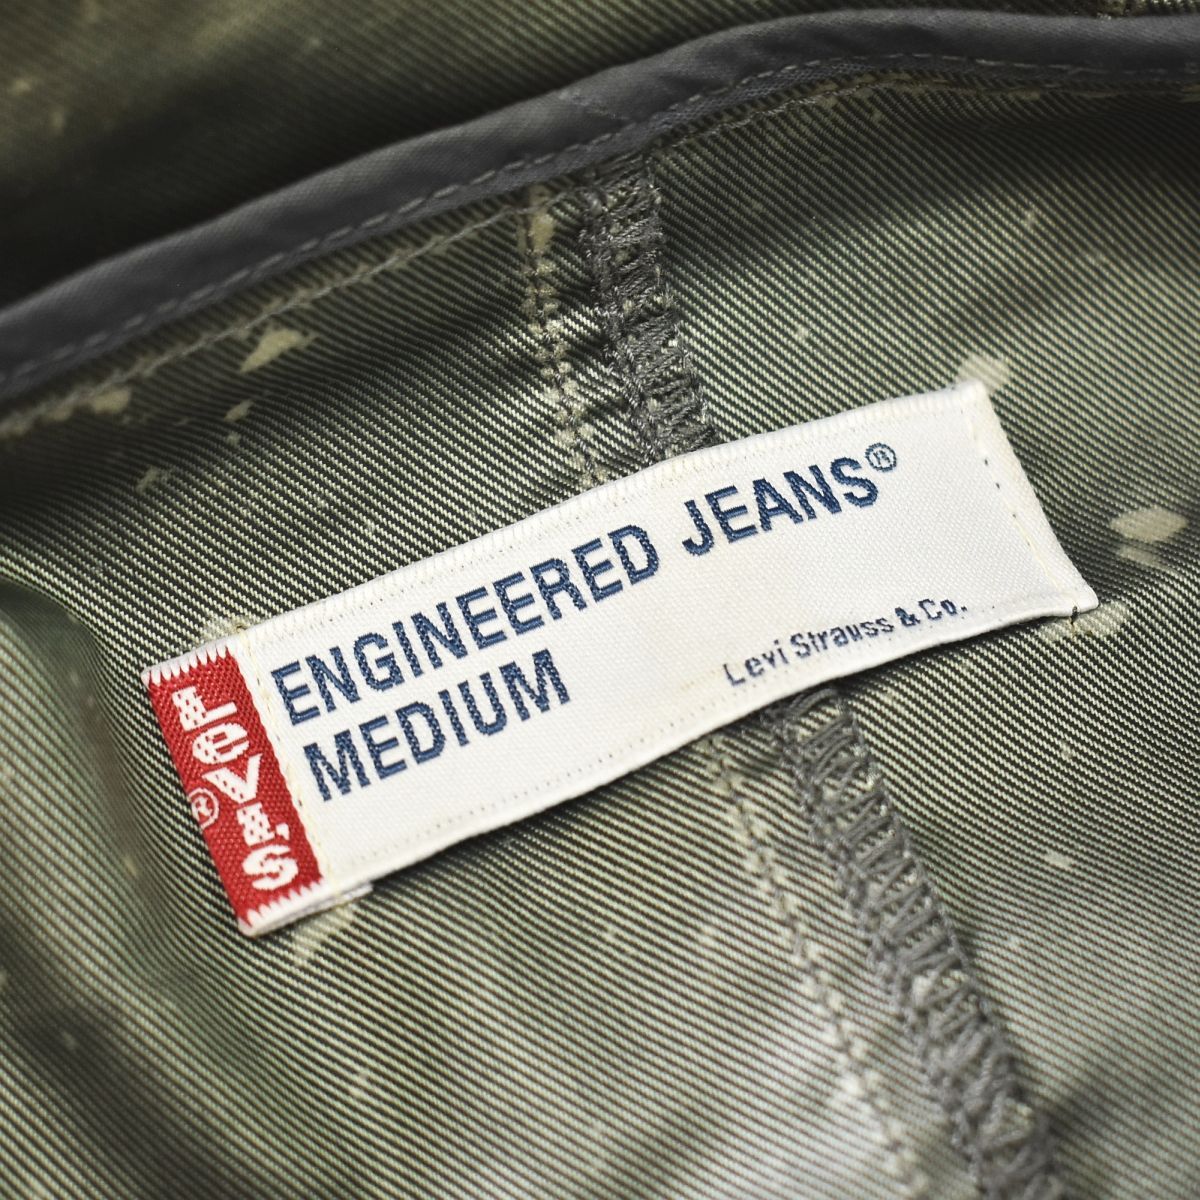 LEVI'S®
ENGINEERED JEANS®
MEDIUM
Levi Strauss & Co.